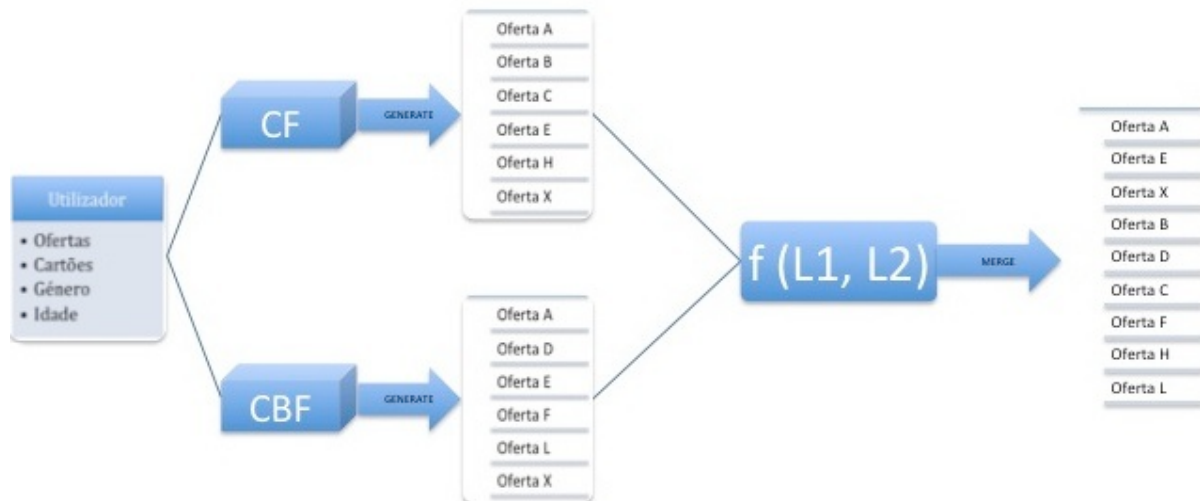 Utilizador
• Ofertas
• Cartões
• Género
• Idade
CF
GENERATE
Oferta A
Oferta B
Oferta C
Oferta E
Oferta H
Oferta X
CBF
GENERATE
Oferta A
Oferta D
Oferta E
Oferta F
Oferta L
Oferta X
f (L1, L2)
MERGE
Oferta A
Oferta E
Oferta X
Oferta B
Oferta D
Oferta C
Oferta F
Oferta H
Oferta L